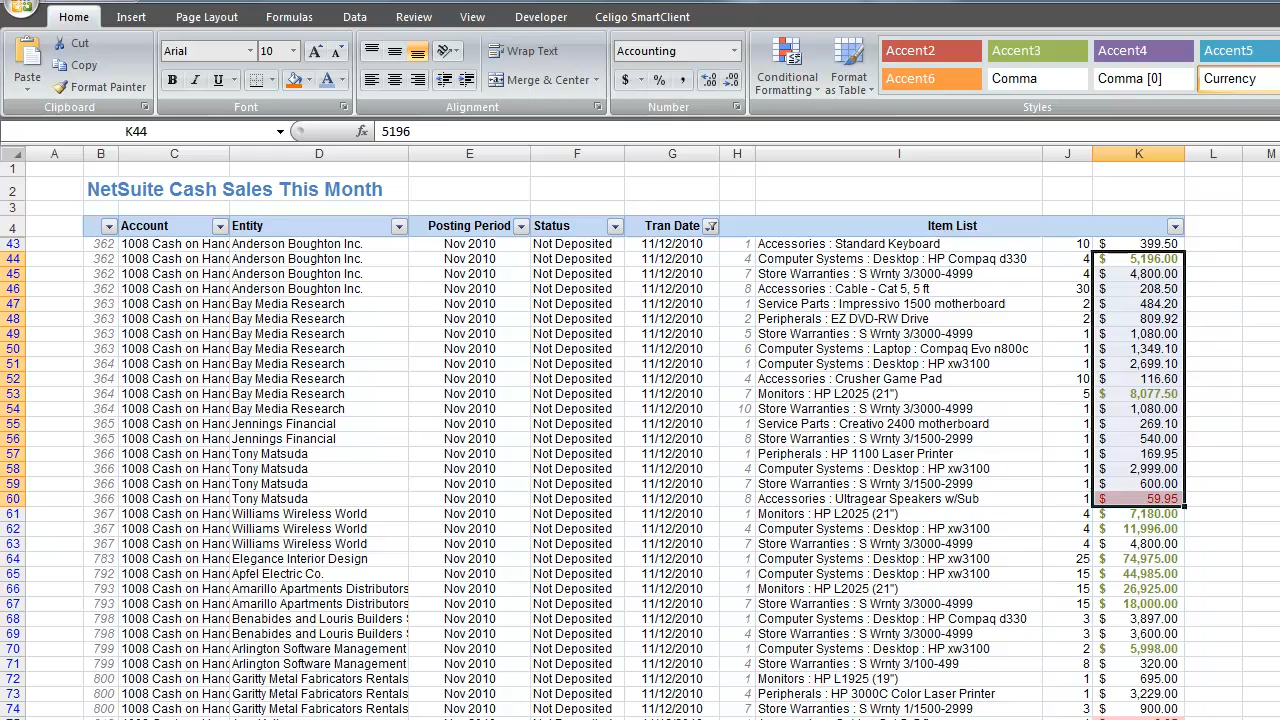 Home Insert Page Layout Formulas Data Review View Developer Celigo SmartClient
Paste
Cut
Copy
Format Painter
Clipboard
Arial 10
B I U
Font
Wrap Text
Merge & Center
Alignment
Accounting
$ % ,
Number
Conditional Formatting
Format as Table
Accent2 Accent3 Accent4 Accent5
Accent6 Comma Comma [0] Currency
Styles
K44 fx 5196
A B C D E F G H I J K L M
1
2 NetSuite Cash Sales This Month
3
4 Account Entity Posting Period Status Tran Date Item List
43 362 1008 Cash on Hand Anderson Boughton Inc. Nov 2010 Not Deposited 11/12/2010 1 Accessories : Standard Keyboard 10 $ 399.50
44 362 1008 Cash on Hand Anderson Boughton Inc. Nov 2010 Not Deposited 11/12/2010 4 Computer Systems : Desktop : HP Compaq d330 4 $ 5,196.00
45 362 1008 Cash on Hand Anderson Boughton Inc. Nov 2010 Not Deposited 11/12/2010 7 Store Warranties : S Wrnty 3/3000-4999 4 $ 4,800.00
46 362 1008 Cash on Hand Anderson Boughton Inc. Nov 2010 Not Deposited 11/12/2010 8 Accessories : Cable - Cat 5, 5 ft 30 $ 208.50
47 363 1008 Cash on Hand Bay Media Research Nov 2010 Not Deposited 11/12/2010 1 Service Parts : Impressivo 1500 motherboard 2 $ 484.20
48 363 1008 Cash on Hand Bay Media Research Nov 2010 Not Deposited 11/12/2010 2 Peripherals : EZ DVD-RW Drive 2 $ 809.92
49 363 1008 Cash on Hand Bay Media Research Nov 2010 Not Deposited 11/12/2010 5 Store Warranties : S Wrnty 3/3000-4999 1 $ 1,080.00
50 363 1008 Cash on Hand Bay Media Research Nov 2010 Not Deposited 11/12/2010 6 Computer Systems : Laptop : Compaq Evo n800c 1 $ 1,349.10
51 364 1008 Cash on Hand Bay Media Research Nov 2010 Not Deposited 11/12/2010 2 Computer Systems : Desktop : HP xw3100 1 $ 2,699.10
52 364 1008 Cash on Hand Bay Media Research Nov 2010 Not Deposited 11/12/2010 4 Accessories : Crusher Game Pad 10 $ 116.60
53 364 1008 Cash on Hand Bay Media Research Nov 2010 Not Deposited 11/12/2010 7 Monitors : HP L2025 (21") 5 $ 8,077.50
54 364 1008 Cash on Hand Bay Media Research Nov 2010 Not Deposited 11/12/2010 10 Store Warranties : S Wrnty 3/3000-4999 1 $ 1,080.00
55 365 1008 Cash on Hand Jennings Financial Nov 2010 Not Deposited 11/12/2010 1 Service Parts : Creativo 2400 motherboard 1 $ 269.10
56 365 1008 Cash on Hand Jennings Financial Nov 2010 Not Deposited 11/12/2010 8 Store Warranties : S Wrnty 3/1500-2999 1 $ 540.00
57 366 1008 Cash on Hand Tony Matsuda Nov 2010 Not Deposited 11/12/2010 1 Peripherals : HP 1100 Laser Printer 1 $ 169.95
58 366 1008 Cash on Hand Tony Matsuda Nov 2010 Not Deposited 11/12/2010 4 Computer Systems : Desktop : HP xw3100 1 $ 2,999.00
59 366 1008 Cash on Hand Tony Matsuda Nov 2010 Not Deposited 11/12/2010 7 Store Warranties : S Wrnty 3/1500-2999 1 $ 600.00
60 366 1008 Cash on Hand Tony Matsuda Nov 2010 Not Deposited 11/12/2010 8 Accessories : Ultragear Speakers w/Sub 1 $ 59.95
61 367 1008 Cash on Hand Williams Wireless World Nov 2010 Not Deposited 11/12/2010 1 Monitors : HP L2025 (21") 4 $ 7,180.00
62 367 1008 Cash on Hand Williams Wireless World Nov 2010 Not Deposited 11/12/2010 4 Computer Systems : Desktop : HP xw3100 4 $ 11,996.00
63 367 1008 Cash on Hand Williams Wireless World Nov 2010 Not Deposited 11/12/2010 7 Store Warranties : S Wrnty 3/3000-4999 4 $ 4,800.00
64 783 1008 Cash on Hand Elegance Interior Design Nov 2010 Not Deposited 11/12/2010 1 Computer Systems : Desktop : HP xw3100 25 $ 74,975.00
65 792 1008 Cash on Hand Apfel Electric Co. Nov 2010 Not Deposited 11/12/2010 1 Computer Systems : Desktop : HP xw3100 15 $ 44,985.00
66 793 1008 Cash on Hand Amarillo Apartments Distributors Nov 2010 Not Deposited 11/12/2010 1 Monitors : HP L2025 (21") 15 $ 26,925.00
67 793 1008 Cash on Hand Amarillo Apartments Distributors Nov 2010 Not Deposited 11/12/2010 7 Store Warranties : S Wrnty 3/3000-4999 15 $ 18,000.00
68 798 1008 Cash on Hand Benabides and Louris Builders Nov 2010 Not Deposited 11/12/2010 1 Computer Systems : Desktop : HP Compaq d330 3 $ 3,897.00
69 798 1008 Cash on Hand Benabides and Louris Builders Nov 2010 Not Deposited 11/12/2010 4 Store Warranties : S Wrnty 3/3000-4999 3 $ 3,600.00
70 799 1008 Cash on Hand Arlington Software Management Nov 2010 Not Deposited 11/12/2010 1 Computer Systems : Desktop : HP xw3100 2 $ 5,998.00
71 799 1008 Cash on Hand Arlington Software Management Nov 2010 Not Deposited 11/12/2010 4 Store Warranties : S Wrnty 3/100-499 8 $ 320.00
72 800 1008 Cash on Hand Garitty Metal Fabricators Rentals Nov 2010 Not Deposited 11/12/2010 1 Monitors : HP L1925 (19") 1 $ 695.00
73 800 1008 Cash on Hand Garitty Metal Fabricators Rentals Nov 2010 Not Deposited 11/12/2010 4 Peripherals : HP 3000C Color Laser Printer 1 $ 3,229.00
74 800 1008 Cash on Hand Garitty Metal Fabricators Rentals Nov 2010 Not Deposited 11/12/2010 7 Store Warranties : S Wrnty 3/3000-4999 3 $ 900.00